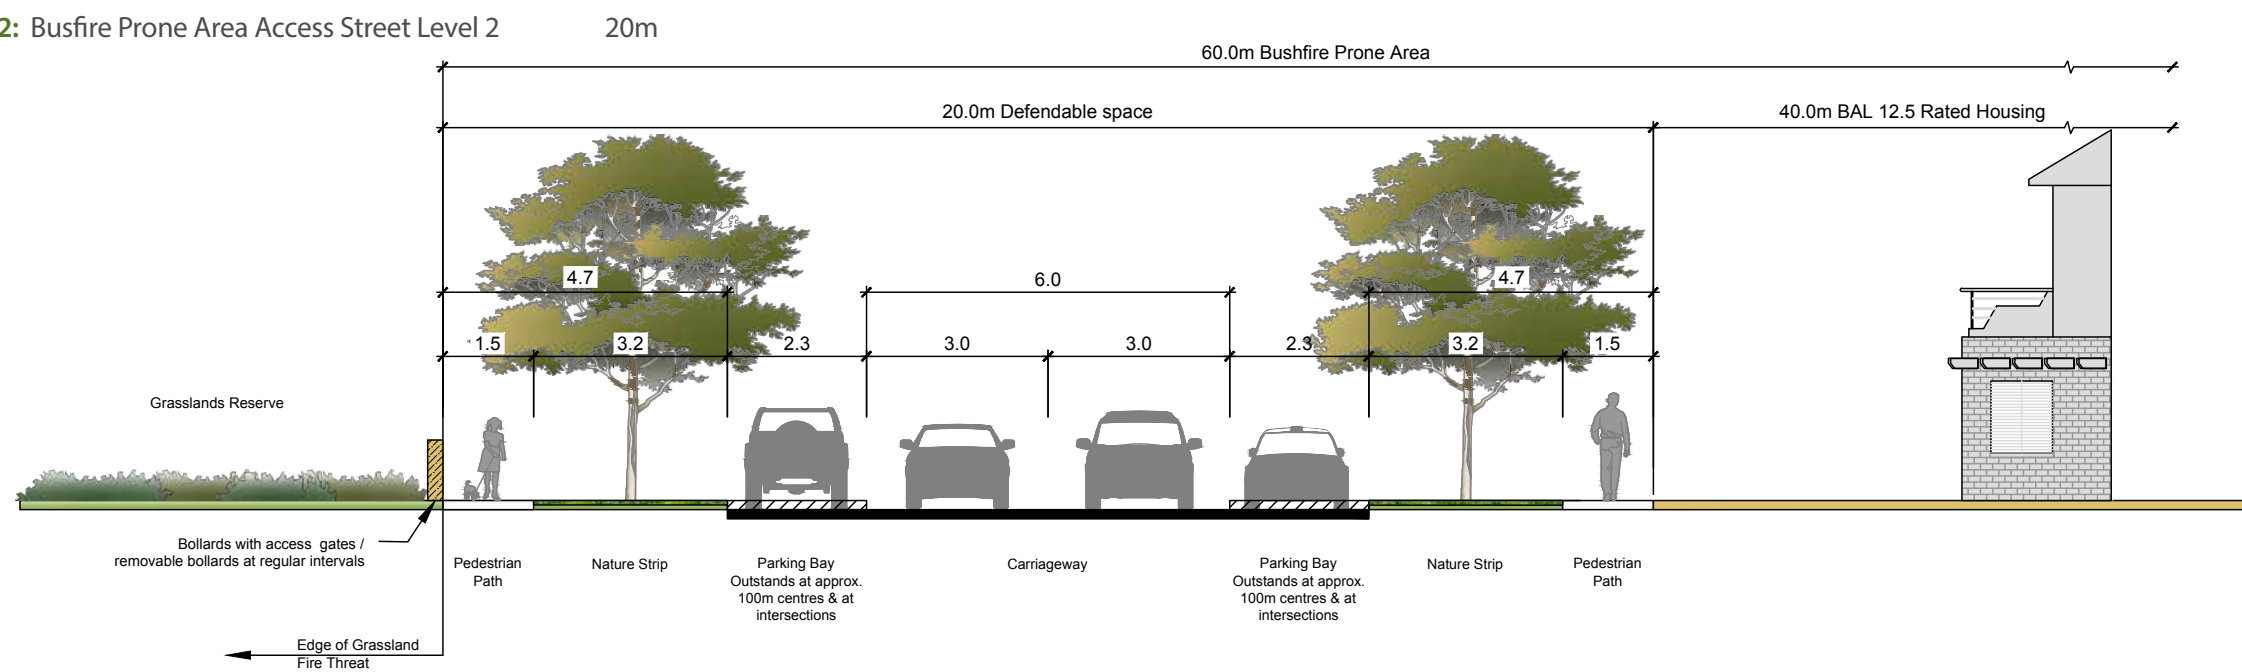 2: Busfire Prone Area Access Street Level 2 20m
60.0m Bushfire Prone Area
20.0m Defendable space
40.0m BAL 12.5 Rated Housing
4.7
6.0
4.7
1.5
3.2
2.3
3.0
3.0
2.3
3.2
1.5
Grasslands Reserve
Bollards with access gates /
removable bollards at regular intervals
Pedestrian
Path
Nature Strip
Parking Bay
Outstands at approx.
100m centres & at
intersections
Carriageway
Parking Bay
Outstands at approx.
100m centres & at
intersections
Nature Strip
Pedestrian
Path
Edge of Grassland
Fire Threat